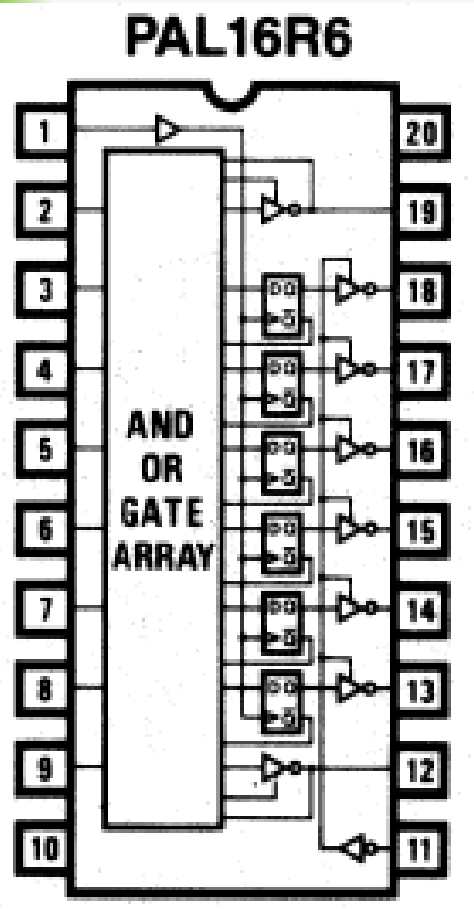 PAL16R6
1 20
2 19
3 18
D Q
Q
4 17
D Q
Q
AND
OR
GATE
ARRAY
5 16
D Q
Q
6 15
D Q
Q
7 14
D Q
Q
8 13
D Q
Q
9 12
10 11